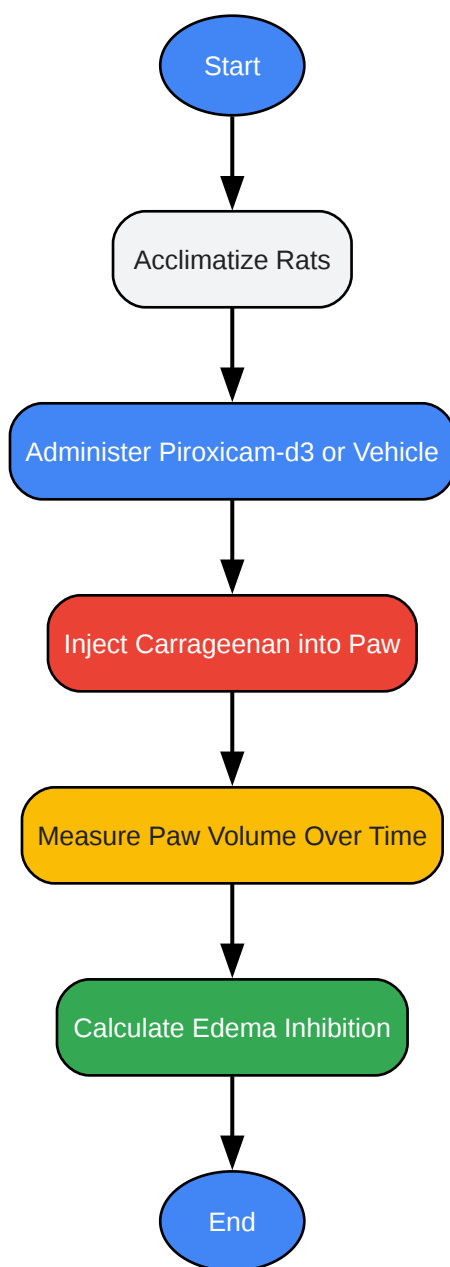 Start
Acclimatize Rats
Administer Piroxicam-d3 or Vehicle
Inject Carrageenan into Paw
Measure Paw Volume Over Time
Calculate Edema Inhibition
End